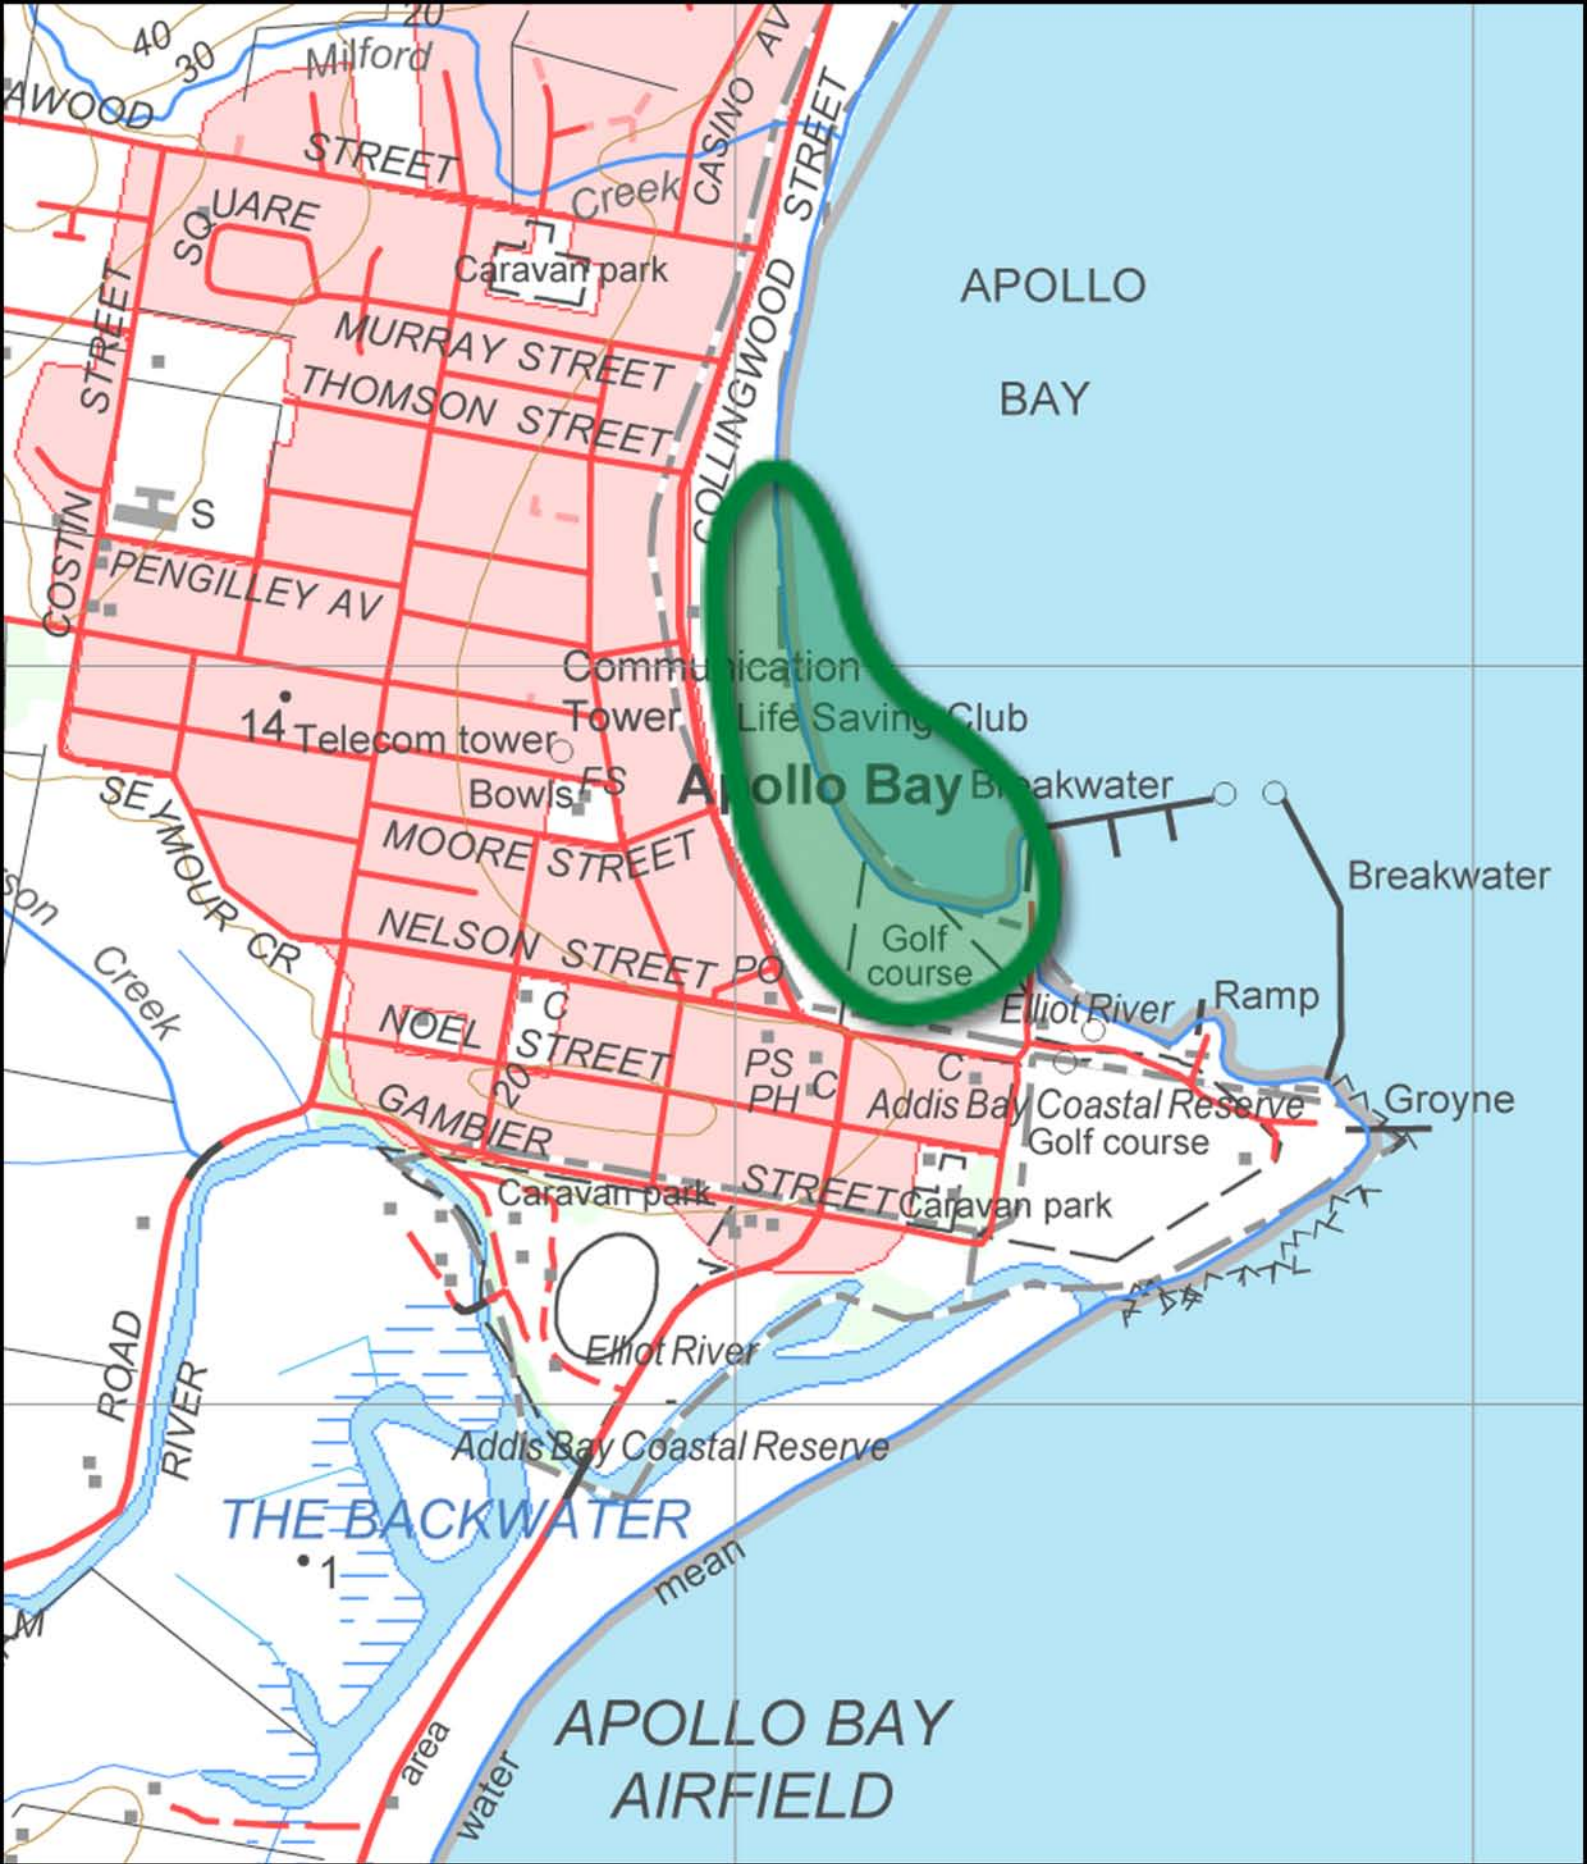 40
30
20
Milford
AWOOD
STREET
CASINO AV
COLLINGWOOD STREET
Creek
SQUARE
Caravan park
APOLLO
BAY
COSTIN STREET
MURRAY STREET
THOMSON STREET
S
PENGILLEY AV
Communication
Tower
Life Saving Club
14
Telecom tower
Bowls
FS
Apollo Bay
Breakwater
SEYMOUR CR
MOORE STREET
Breakwater
son
Creek
NELSON STREET
PO
Golf
course
Elliot River
Ramp
C
NOEL STREET
20
PS
PH
C
C
Addis Bay Coastal Reserve
Groyne
Golf course
GAMBIER STREET
Caravan park
Caravan park
ROAD
RIVER
Elliot River
Addis Bay Coastal Reserve
THE BACKWATER
1
M
mean
water
area
APOLLO BAY
AIRFIELD